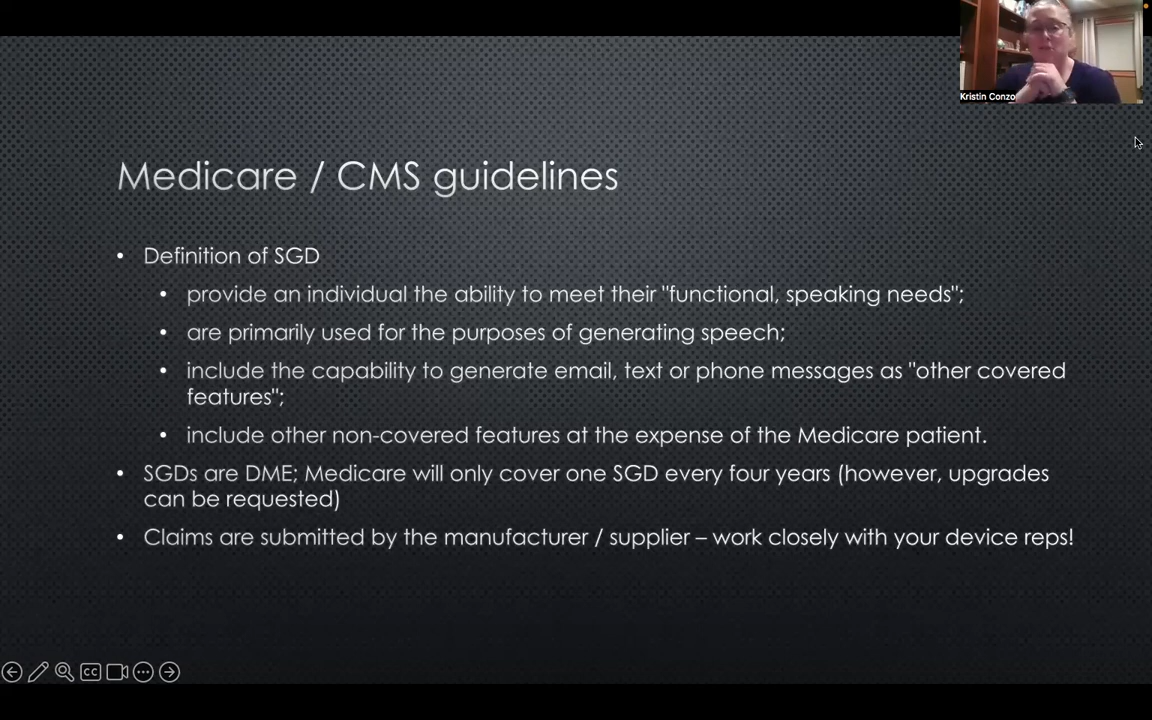 Kristin Conzo
Medicare / CMS guidelines
• Definition of SGD
• provide an individual the ability to meet their "functional, speaking needs";
• are primarily used for the purposes of generating speech;
• include the capability to generate email, text or phone messages as "other covered
features";
• include other non-covered features at the expense of the Medicare patient.
• SGDs are DME; Medicare will only cover one SGD every four years (however, upgrades
can be requested)
• Claims are submitted by the manufacturer / supplier – work closely with your device reps!
CC